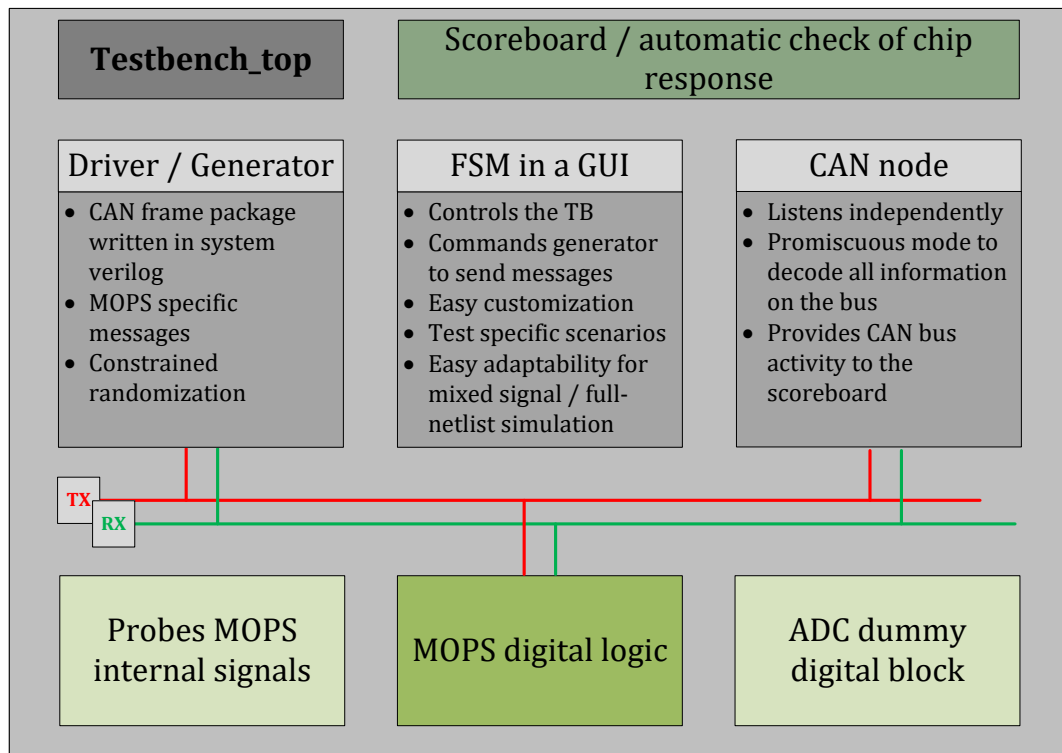 Testbench_top
Scoreboard / automatic check of chip
response
Driver / Generator
• CAN frame package
written in system
verilog
• MOPS specific
messages
• Constrained
randomization
FSM in a GUI
• Controls the TB
• Commands generator
to send messages
• Easy customization
• Test specific scenarios
• Easy adaptability for
mixed signal / full-
netlist simulation
CAN node
• Listens independently
• Promiscuous mode to
decode all information
on the bus
• Provides CAN bus
activity to the
scoreboard
TX
RX
Probes MOPS
internal signals
MOPS digital logic
ADC dummy
digital block